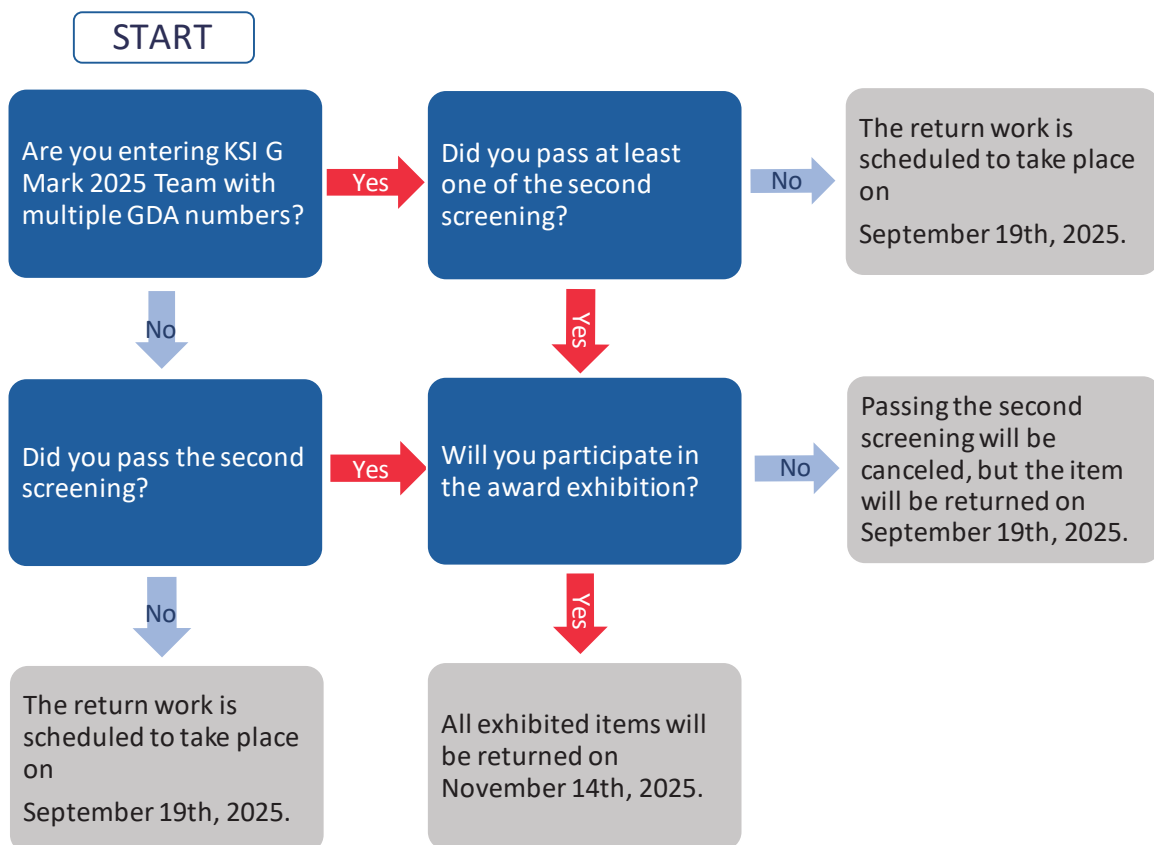 START
Are you entering KSI G
Mark 2025 Team with
multiple GDA numbers?
Yes
Did you pass at least
one of the second
screening?
No
The return work is
scheduled to take place
on
September 19th, 2025.
No
Yes
Did you pass the second
screening?
Yes
Will you participate in
the award exhibition?
No
Passing the second
screening will be
canceled, but the item
will be returned on
September 19th, 2025.
No
Yes
The return work is
scheduled to take place
on
September 19th, 2025.
All exhibited items will
be returned on
November 14th, 2025.